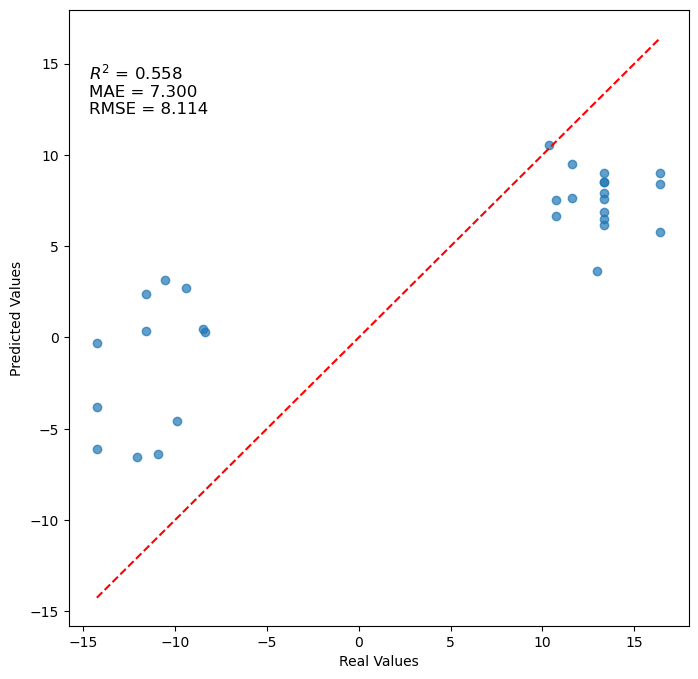 R² = 0.558
MAE = 7.300
RMSE = 8.114
15
10
5
0
−5
−10
−15
Predicted Values
−15 −10 −5 0 5 10 15
Real Values